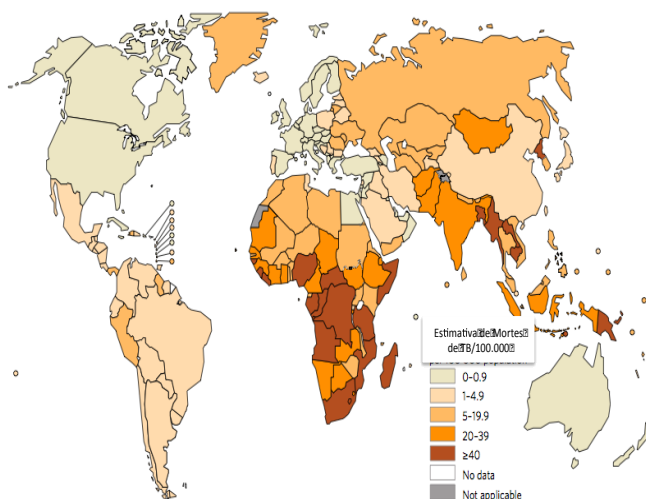 Estimativa de Mortes
de TB/100.000
0-0.9
1-4.9
5-19.9
20-39
≥40
No data
Not applicable